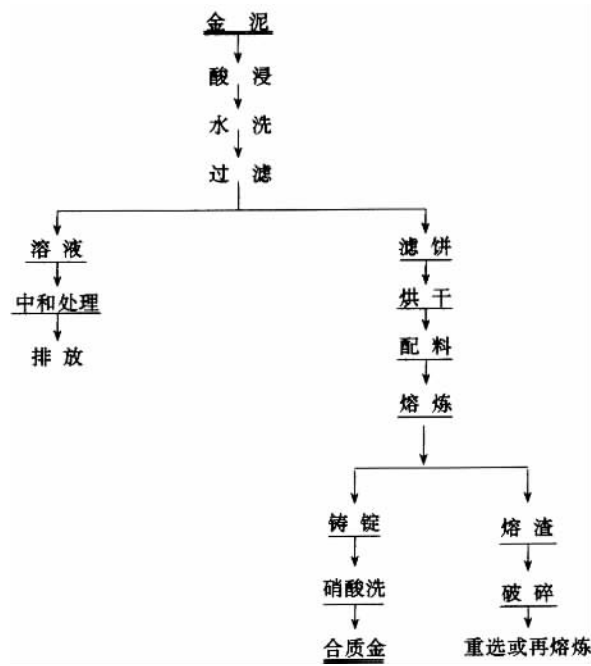 金 泥
酸 浸
水 洗
过 滤
溶 液
滤 饼
中和处理
烘 干
排 放
配 料
熔 炼
铸 锭
熔 渣
硝酸洗
破 碎
合质金
重选或再熔炼